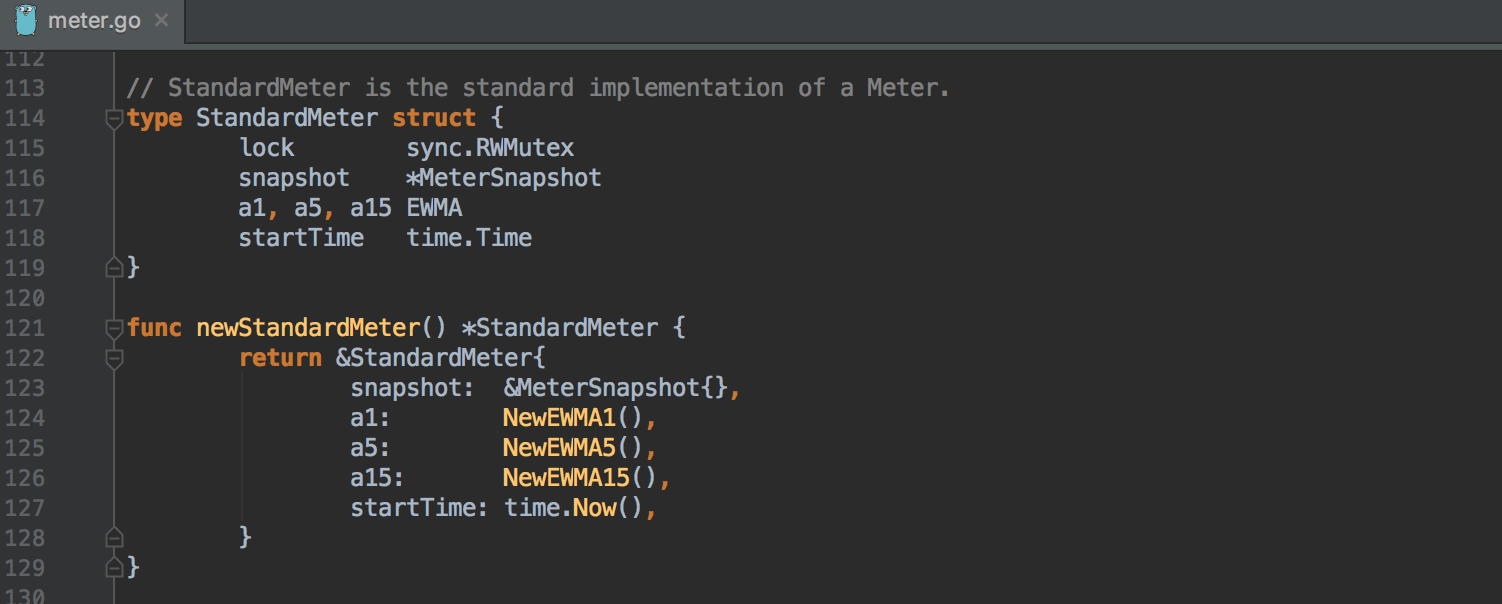 meter.go ×
112
113 // StandardMeter is the standard implementation of a Meter.
114 type StandardMeter struct {
115 lock sync.RWMutex
116 snapshot *MeterSnapshot
117 a1, a5, a15 EWMA
118 startTime time.Time
119 }
120
121 func newStandardMeter() *StandardMeter {
122 return &StandardMeter{
123 snapshot: &MeterSnapshot{},
124 a1: NewEWMA1(),
125 a5: NewEWMA5(),
126 a15: NewEWMA15(),
127 startTime: time.Now(),
128 }
129 }
130